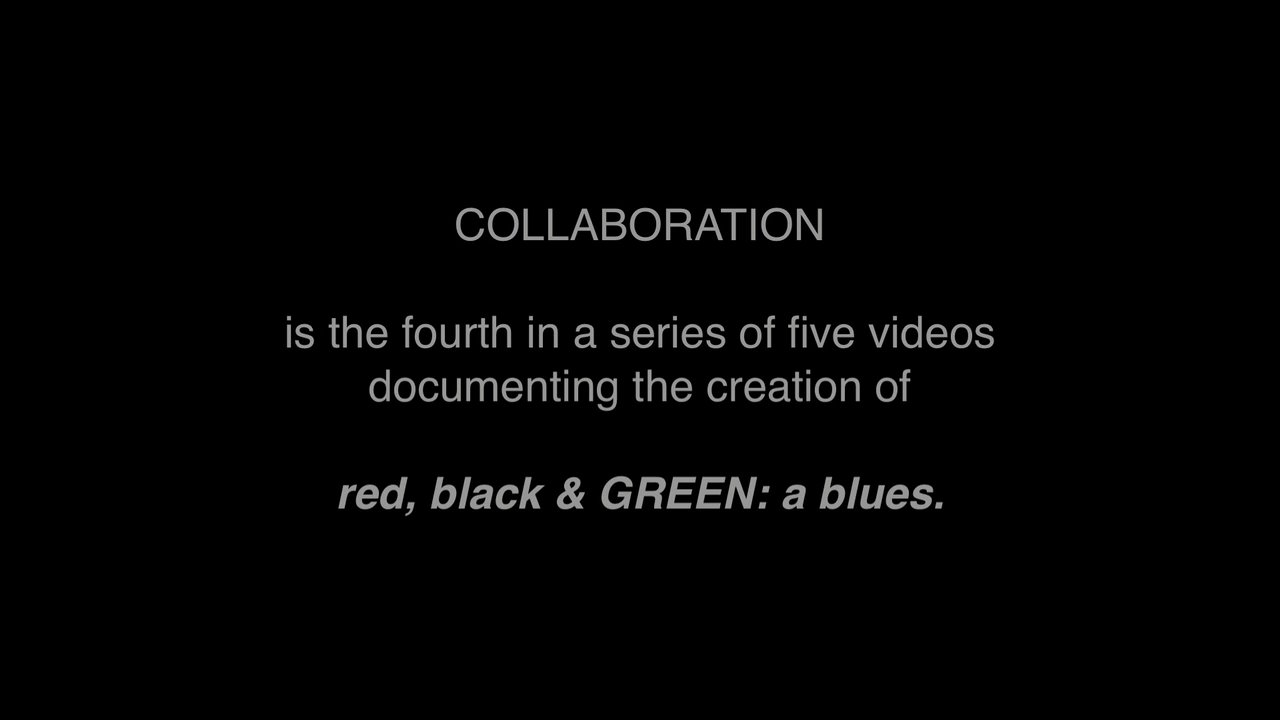 COLLABORATION
is the fourth in a series of five videos
documenting the creation of
red, black & GREEN: a blues.